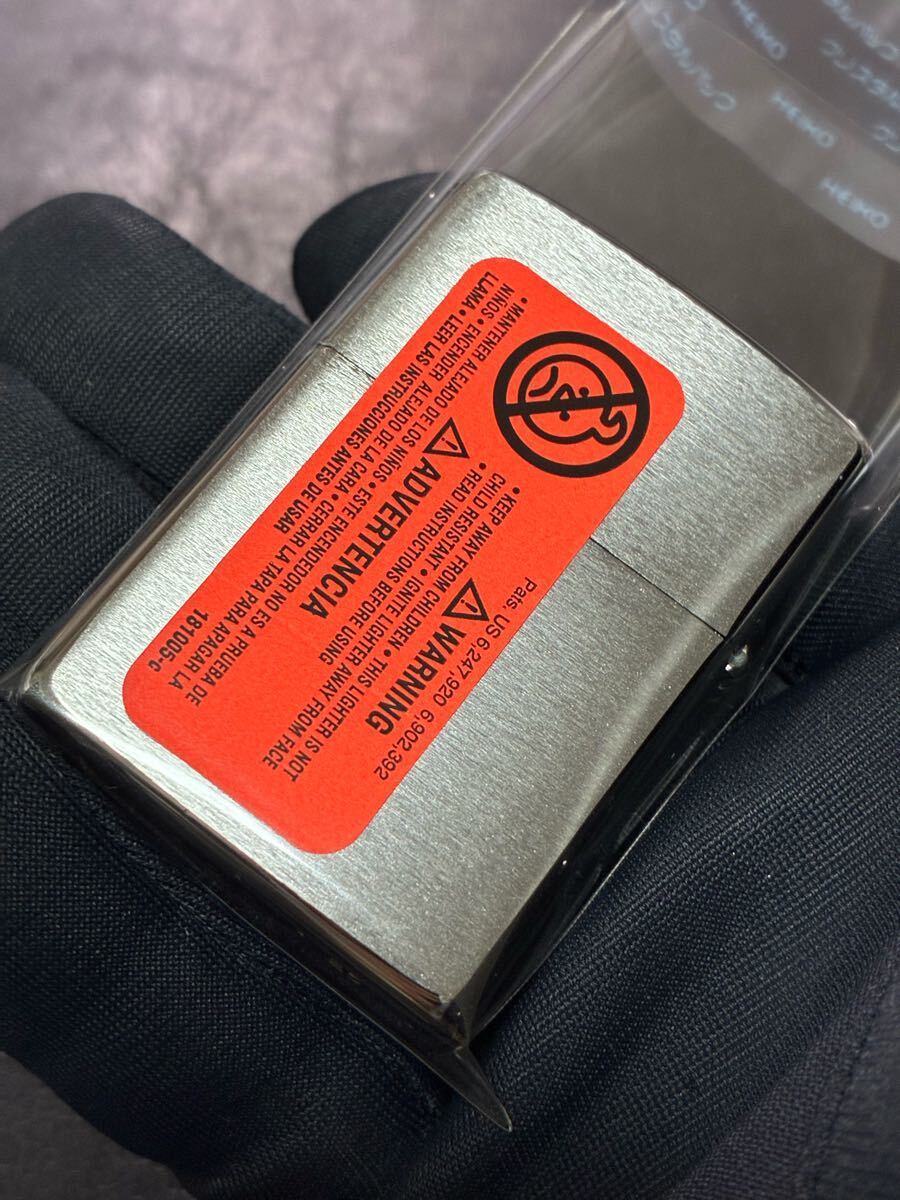 Pats. US 6,247,920 6,902,392
⚠ WARNING
• KEEP AWAY FROM CHILDREN • THIS LIGHTER IS NOT
CHILD RESISTANT • IGNITE LIGHTER AWAY FROM FACE
• READ INSTRUCTIONS BEFORE USING
⚠ ADVERTENCIA
• MANTENER ALEJADO DE LOS NIÑOS • ESTE ENCENDEDOR NO ES A PRUEBA DE
NIÑOS • ENCENDER ALEJADO DE LA CARA • CERRAR LA TAPA PARA APAGAR LA
LLAMA • LEER LAS INSTRUCCIONES ANTES DE USAR
181005-c
HEIKO
HEIKO
HEIKO